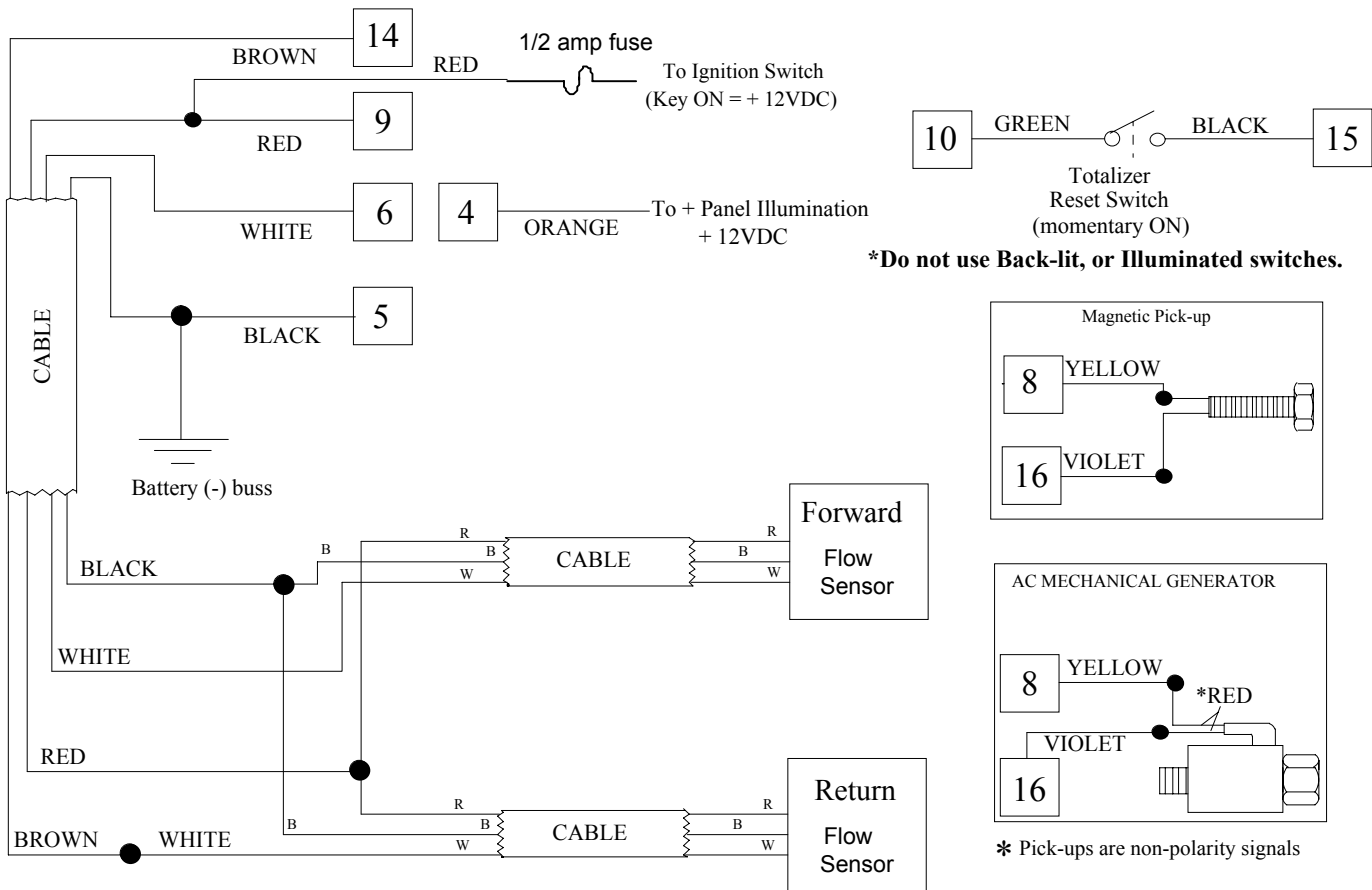 14
BROWN
1/2 amp fuse
RED
To Ignition Switch
(Key ON = + 12VDC)
9
RED
6
WHITE
4
ORANGE
To + Panel Illumination
+ 12VDC
5
BLACK
CABLE
Battery (-) buss
10
GREEN
BLACK
15
Totalizer
Reset Switch
(momentary ON)
*Do not use Back-lit, or Illuminated switches.
Magnetic Pick-up
8
YELLOW
16
VIOLET
BLACK
B
R
B
W
CABLE
R
B
W
Forward
Flow
Sensor
WHITE
RED
BROWN
WHITE
B
R
B
W
CABLE
R
B
W
Return
Flow
Sensor
AC MECHANICAL GENERATOR
8
YELLOW
*RED
VIOLET
16
* Pick-ups are non-polarity signals